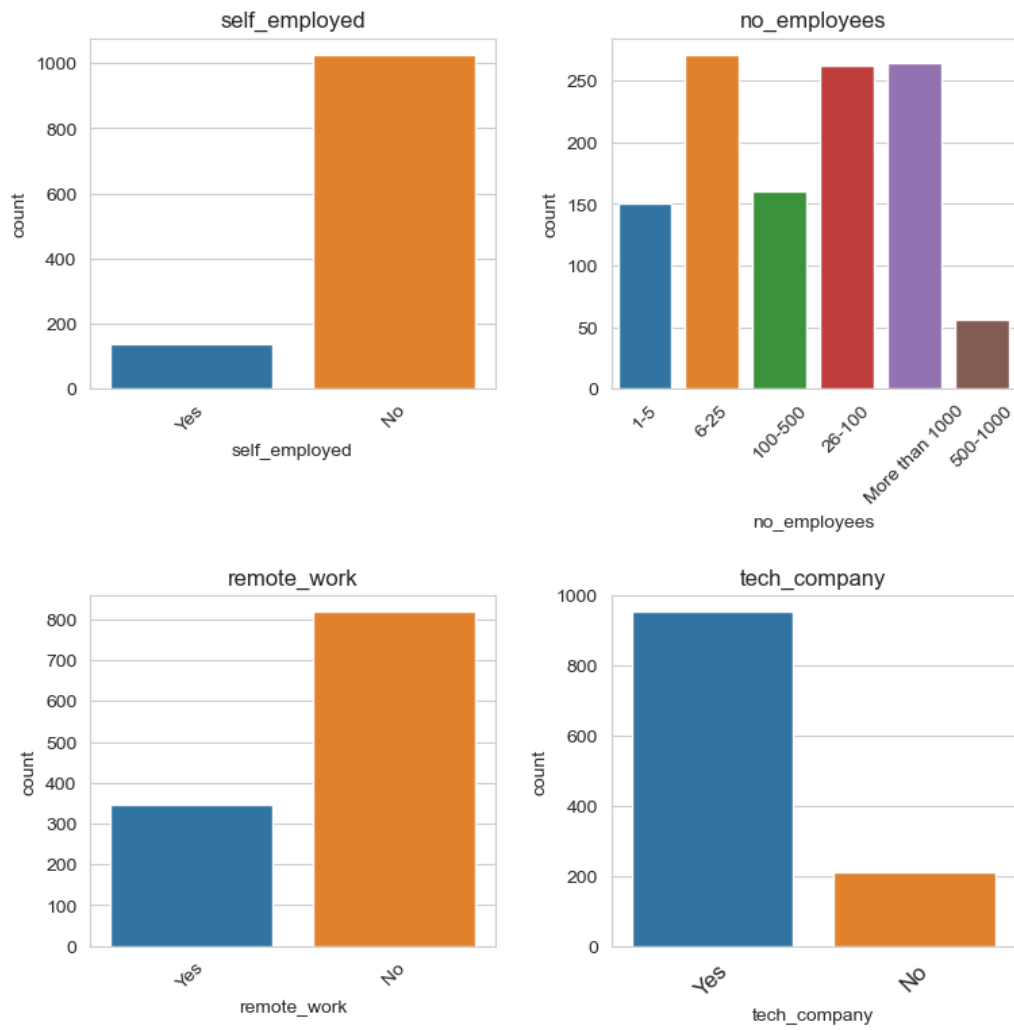 self_employed
count
1000
800
600
400
200
0
Yes
No
self_employed
no_employees
count
250
200
150
100
50
0
1-5
6-25
100-500
26-100
More than 1000
500-1000
no_employees
remote_work
count
800
700
600
500
400
300
200
100
0
Yes
No
remote_work
tech_company
count
1000
800
600
400
200
0
Yes
No
tech_company